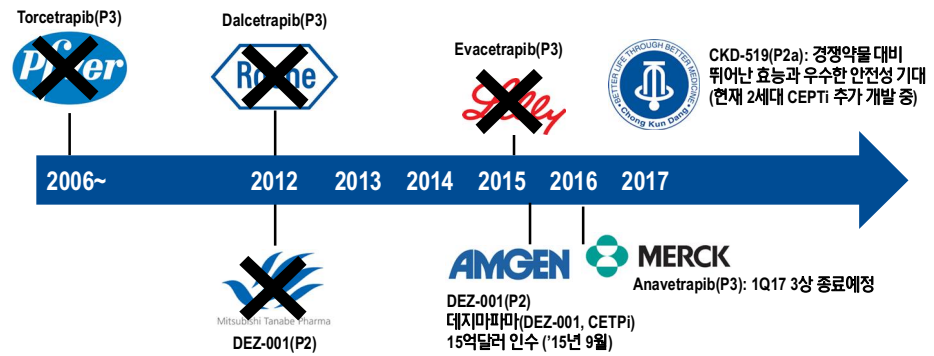 Torcetrapib(P3)
Pfizer
Dalcetrapib(P3)
Roche
Evacetrapib(P3)
Lilly
BETTER LIFE THROUGH BETTER MEDICINE
Chong Kun Dang
CKD-519(P2a): 경쟁약물 대비
뛰어난 효능과 우수한 안전성 기대
(현재 2세대 CEPTi 추가 개발 중)
2006~ 2012 2013 2014 2015 2016 2017
Mitsubishi Tanabe Pharma
DEZ-001(P2)
AMGEN
DEZ-001(P2)
데지마파마(DEZ-001, CETPi)
15억달러 인수 ('15년 9월)
MERCK
Anavetrapib(P3): 1Q17 3상 종료예정